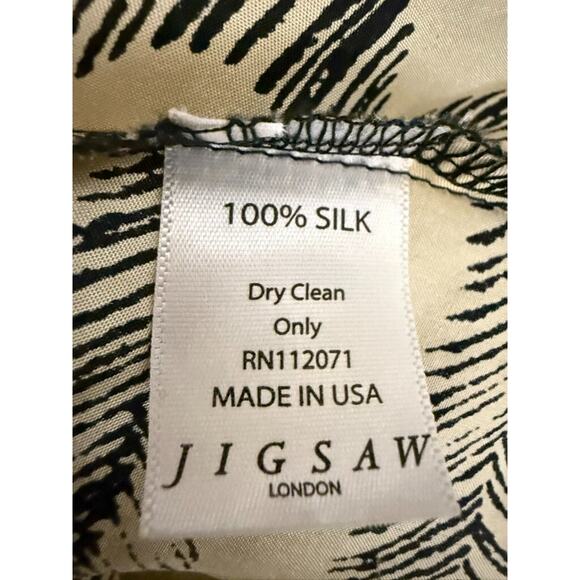 100% SILK
Dry Clean
Only
RN112071
MADE IN USA
JIGSAW
LONDON